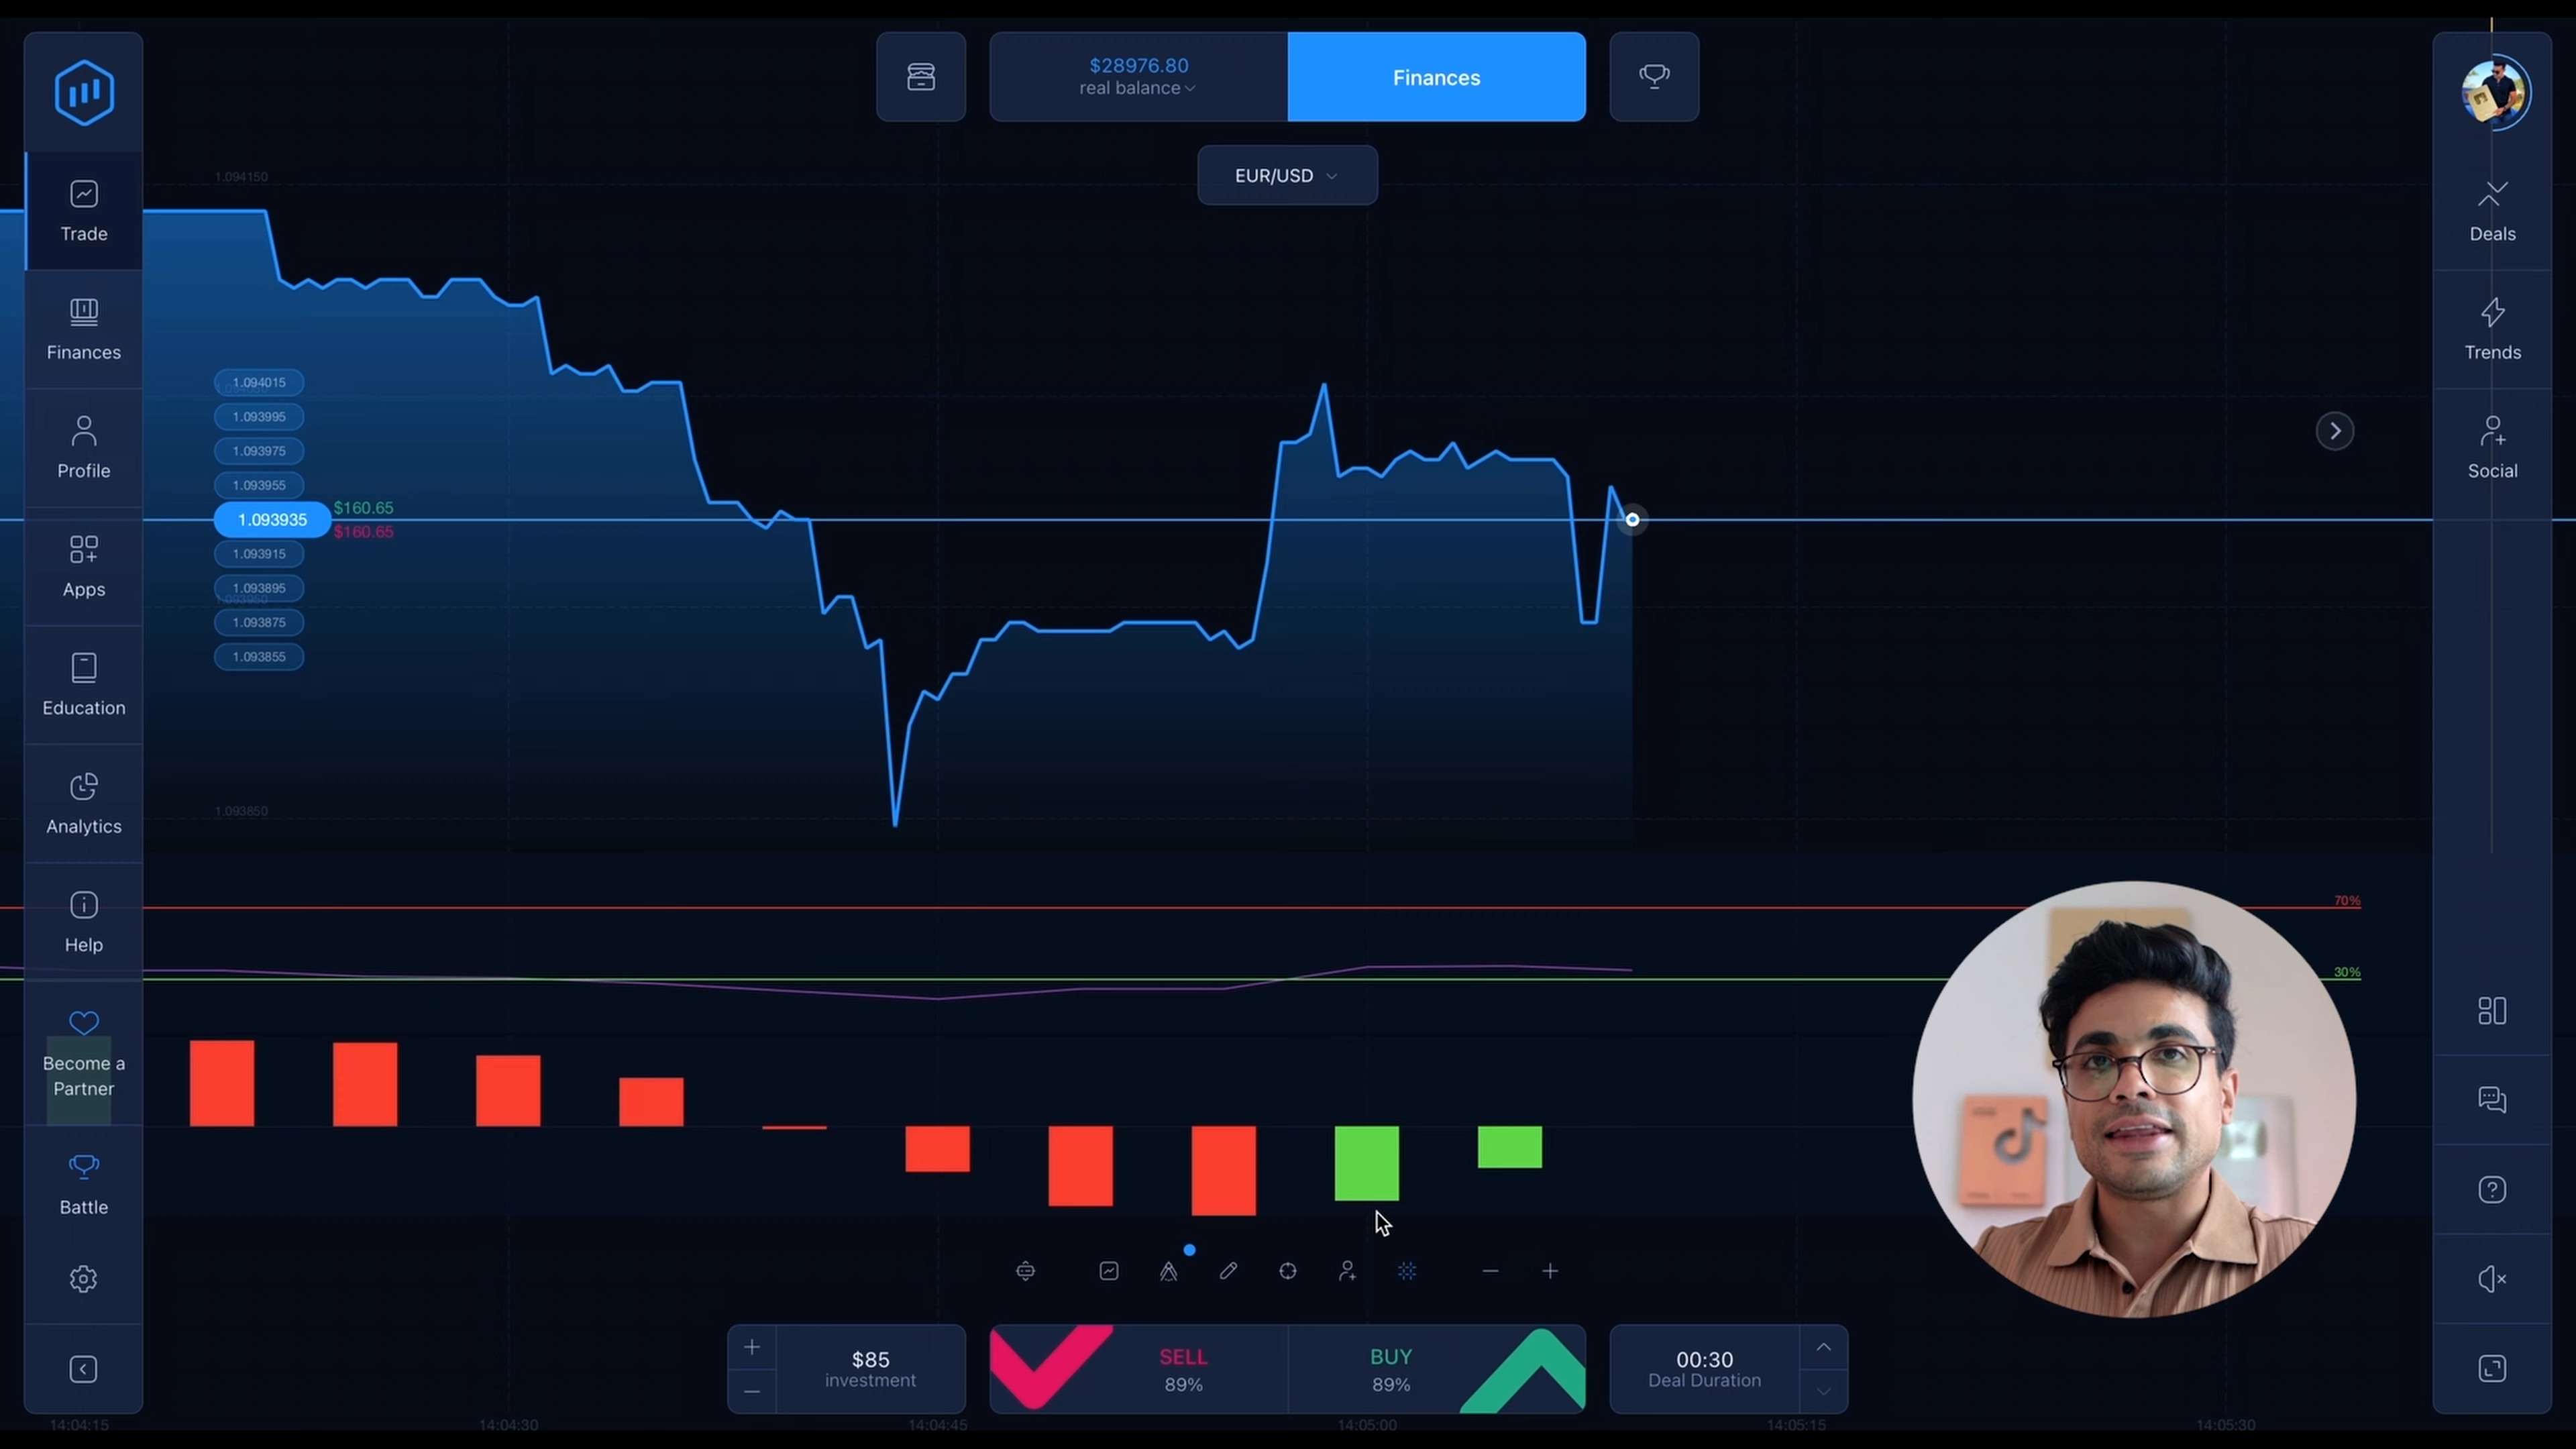 $28976.80
real balance
Finances
EUR/USD
Trade
Finances
Profile
Apps
Education
Analytics
Help
Become a
Partner
Battle
1.094150
1.094015
1.093995
1.093975
1.093955
1.093935
$160.65
$160.65
1.093915
1.093895
1.093875
1.093855
1.093850
Deals
Trends
Social
70%
30%
$85
investment
SELL
89%
BUY
89%
00:30
Deal Duration
14:04:15
14:04:30
14:04:45
14:05:00
14:05:15
14:05:30